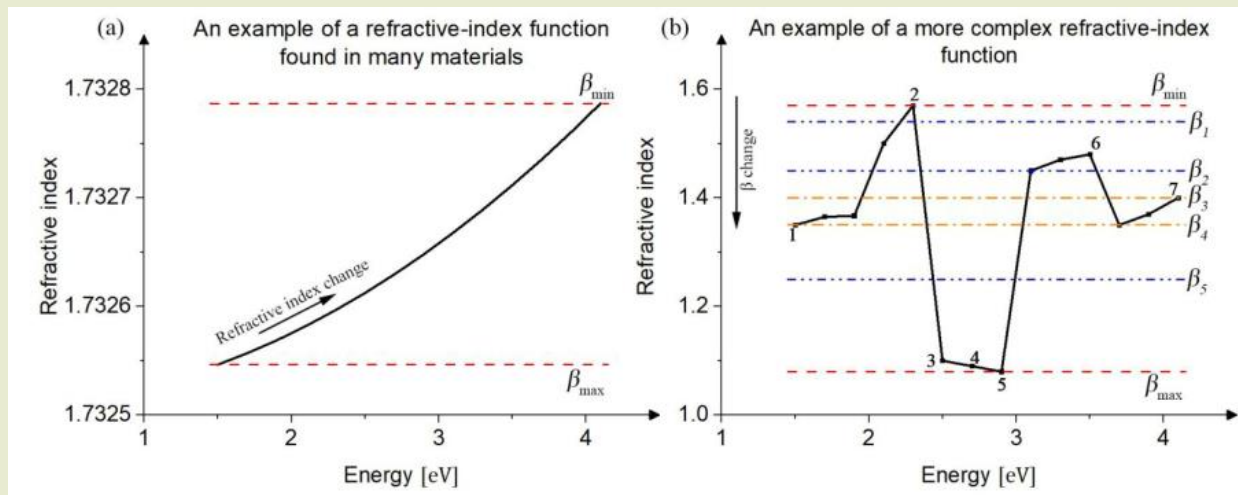 (a)
An example of a refractive-index function
found in many materials
Refractive index
1.7328
1.7327
1.7326
1.7325
β_min
Refractive index change
β_max
1
2
3
4
Energy [eV]
(b)
An example of a more complex refractive-index
function
Refractive index
1.6
1.4
1.2
1.0
β change
β_min
β_1
β_2
β_3
β_4
β_5
β_max
1
2
3
4
5
6
7
2
3
4
Energy [eV]